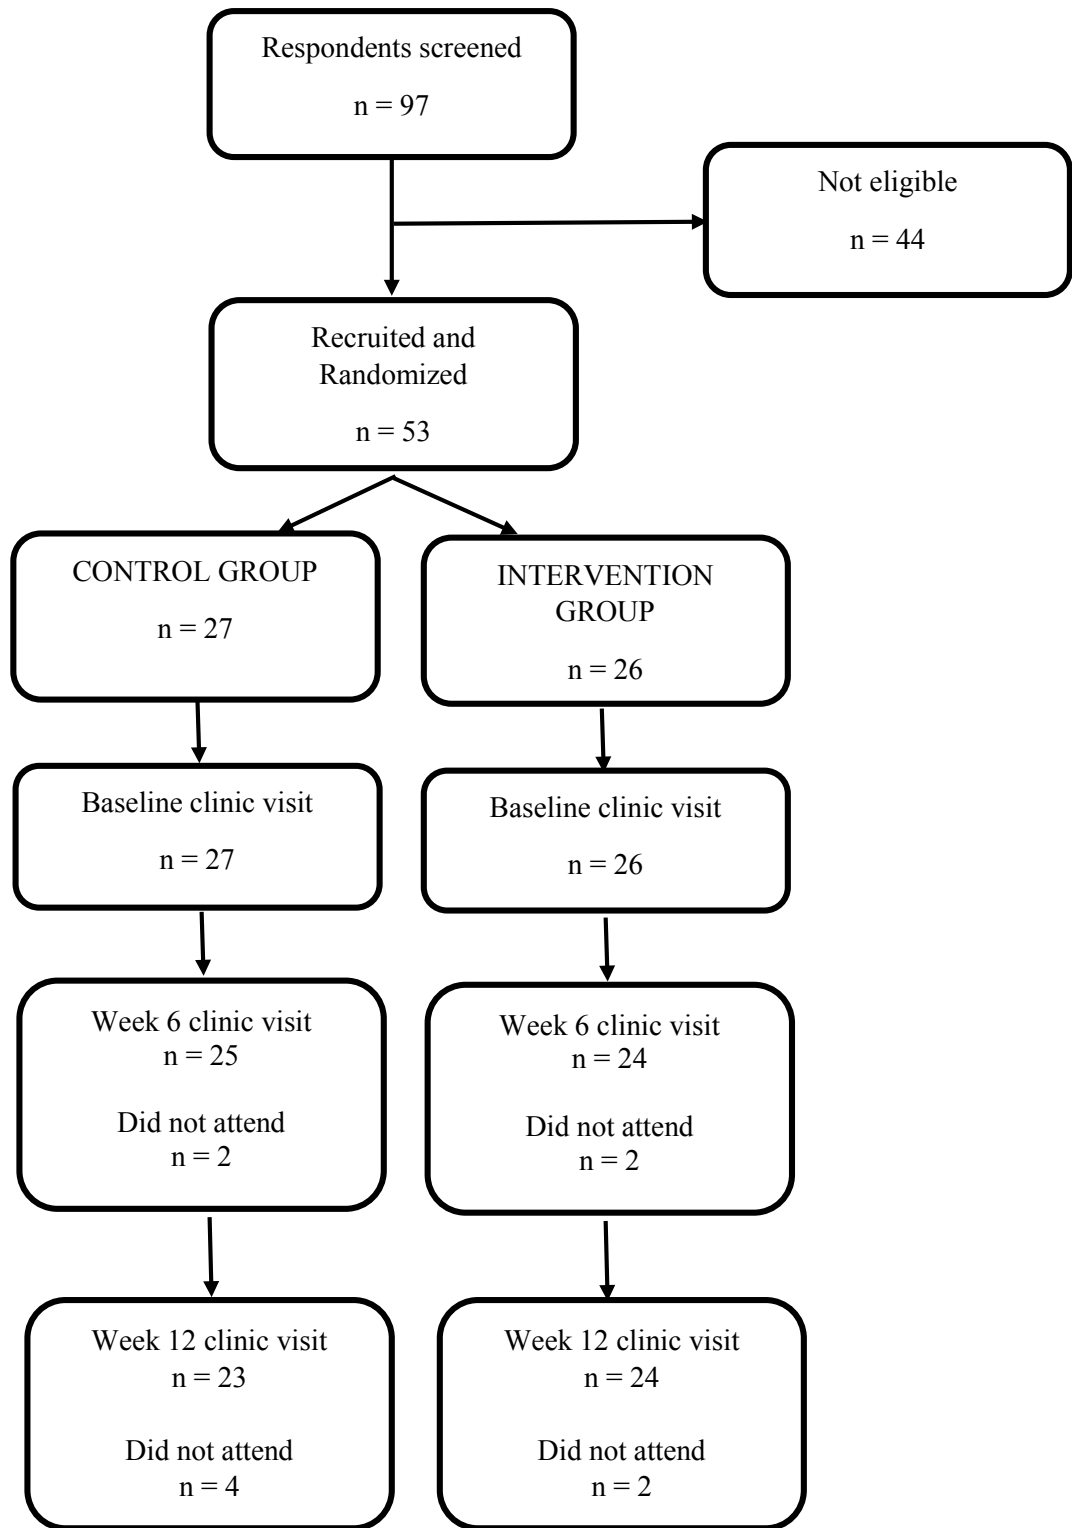 Respondents screened
n = 97
Not eligible
n = 44
Recruited and
Randomized
n = 53
CONTROL GROUP
n = 27
INTERVENTION
GROUP
n = 26
Baseline clinic visit
n = 27
Baseline clinic visit
n = 26
Week 6 clinic visit
n = 25
Did not attend
n = 2
Week 6 clinic visit
n = 24
Did not attend
n = 2
Week 12 clinic visit
n = 23
Did not attend
n = 4
Week 12 clinic visit
n = 24
Did not attend
n = 2